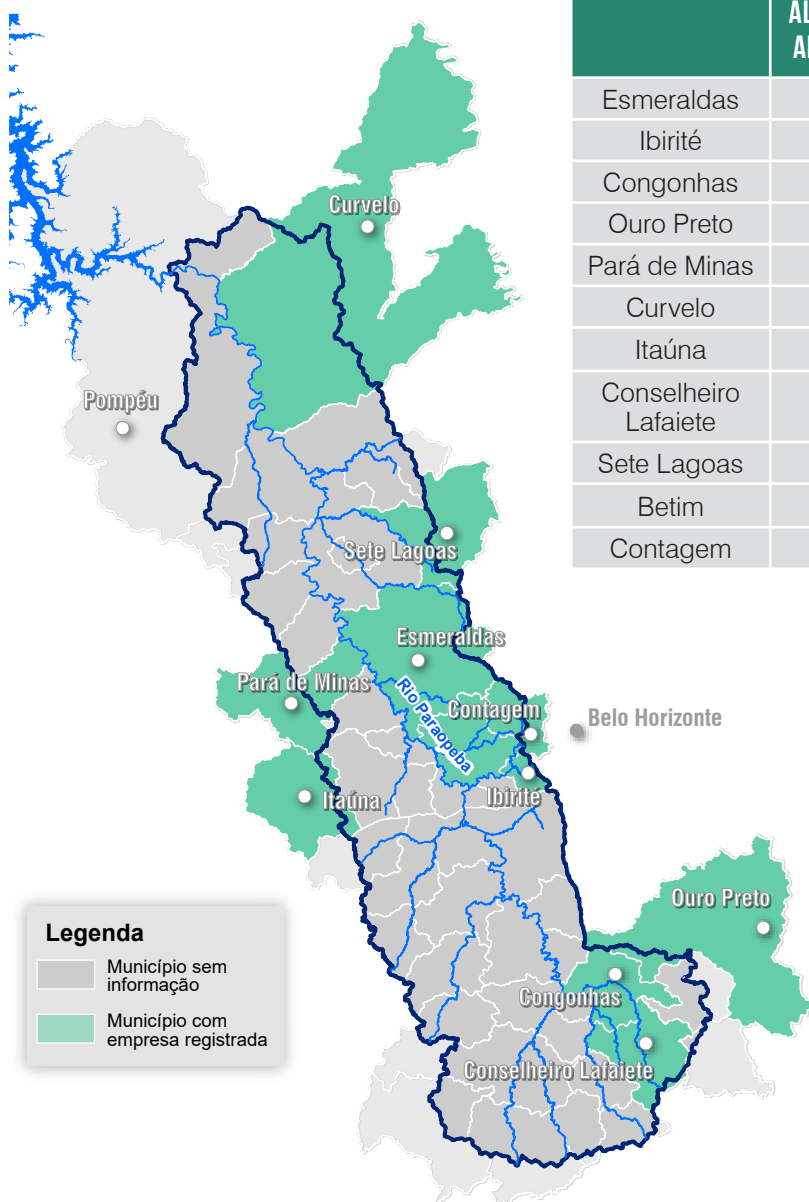 AL
AI
Esmeraldas
Ibirité
Congonhas
Ouro Preto
Pará de Minas
Curvelo
Itaúna
Conselheiro
Lafaiete
Sete Lagoas
Betim
Contagem
Curvelo
Pompéu
Sete Lagoas
Esmeraldas
Pará de Minas
Rio Paraopeba
Contagem
Belo Horizonte
Itaúna
Ibirité
Ouro Preto
Congonhas
Conselheiro Lafaiete
Legenda
Município sem
informação
Município com
empresa registrada